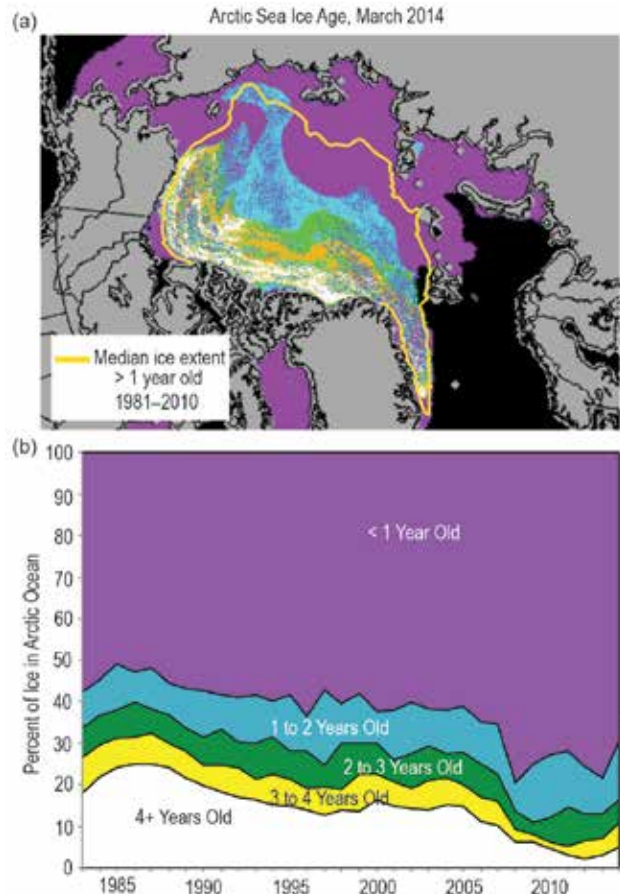 (a)
Arctic Sea Ice Age, March 2014
Median ice extent
> 1 year old
1981–2010
(b)
100
90
80
70
60
50
40
30
20
10
0
Percent of Ice in Arctic Ocean
< 1 Year Old
1 to 2 Years Old
2 to 3 Years Old
3 to 4 Years Old
4+ Years Old
1985
1990
1995
2000
2005
2010